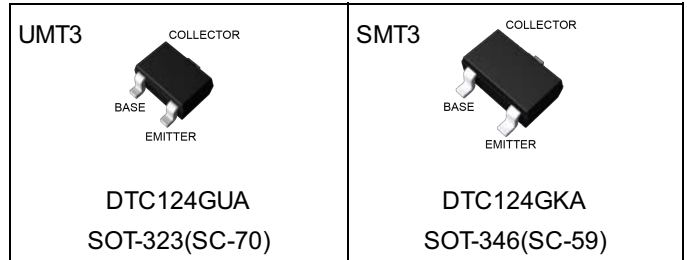 UMT3
COLLECTOR
BASE
EMITTER
DTC124GUA
SOT-323(SC-70)
SMT3
COLLECTOR
BASE
EMITTER
DTC124GKA
SOT-346(SC-59)